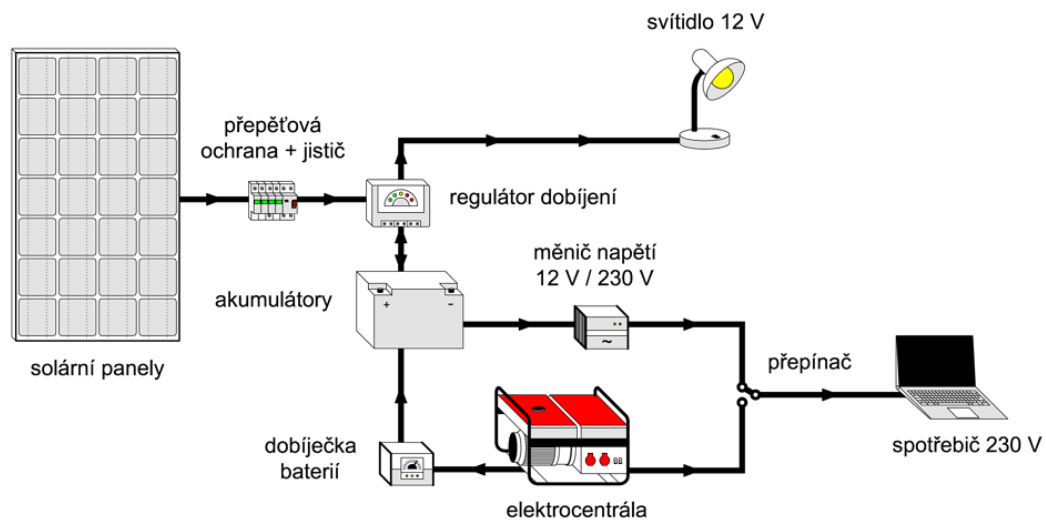 svítidlo 12 V
přepěťová
ochrana + jistič
regulátor dobíjení
měnič napětí
12 V / 230 V
akumulátory
+ -
~
solární panely
přepínač
dobíječka
baterií
spotřebič 230 V
elektrocentrála